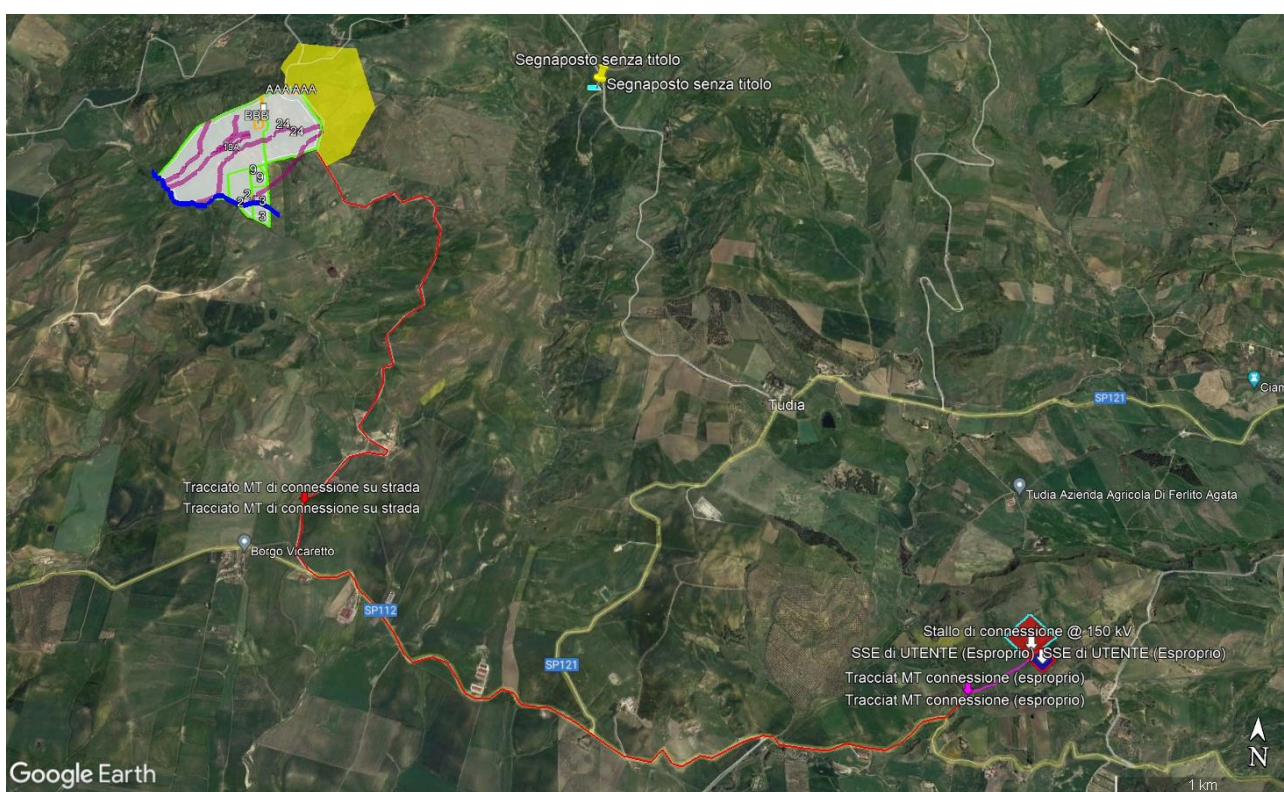 Segnaposto senza titolo
Segnaposto senza titolo
AAA AAA
BBB
24
24
9
9
2
2
3
3
SP121
Cian
Tudia
Tracciato MT di connessione su strada
Tracciato MT di connessione su strada
Tudia Azienda Agricola Di Ferlito Agata
Borgo Vicaretto
SP112
Stallo di connessione @ 150 kV
SSE di UTENTE (Esproprio)
SSE di UTENTE (Esproprio)
SP121
Tracciat MT connessione (esproprio)
Tracciat MT connessione (esproprio)
N
Google Earth
1 km